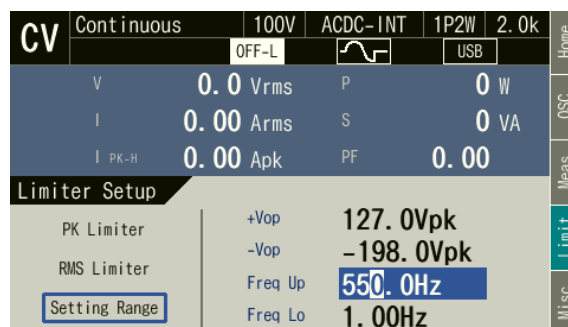 CV Continuous 100V ACDC-INT 1P2W 2.0k
OFF-L USB
V 0.0 Vrms P 0 W
I 0.00 Arms S 0 VA
I PK-H 0.00 Apk PF 0.00
Limiter Setup
PK Limiter
RMS Limiter
Setting Range
+Vop 127.0Vpk
-Vop -198.0Vpk
Freq Up 550.0Hz
Freq Lo 1.00Hz
Home
OSC
Meas
Limit
Misc